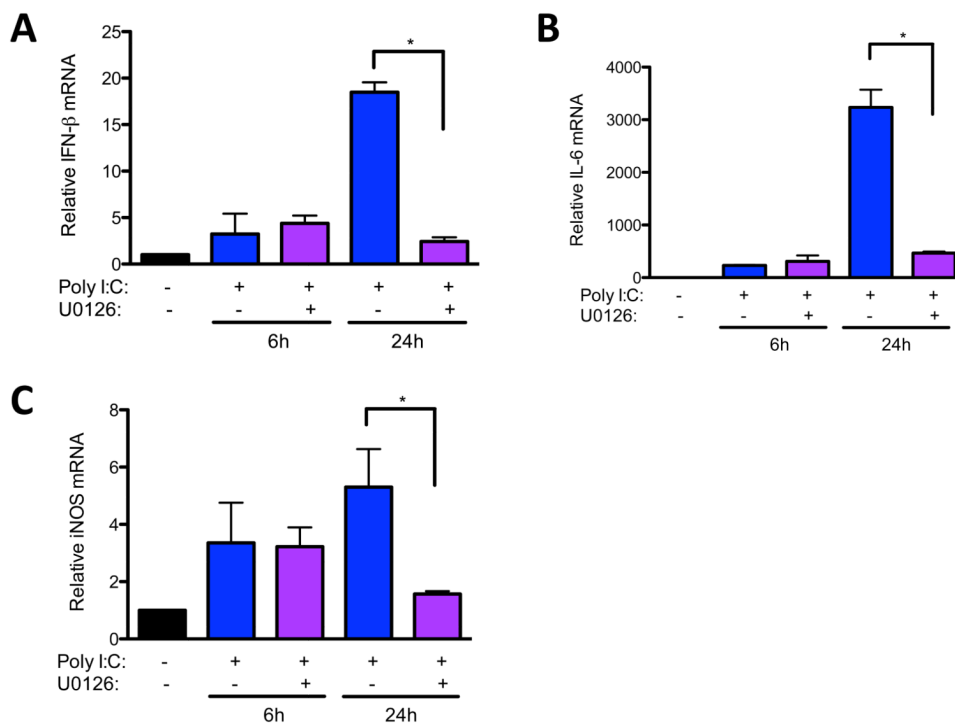 A
Relative IFN-β mRNA
25
20
15
10
5
0
*
Poly I:C: - + + + +
U0126: - - + - +
6h 24h
B
Relative IL-6 mRNA
4000
3000
2000
1000
0
*
Poly I:C: - + + + +
U0126: - - + - +
6h 24h
C
Relative iNOS mRNA
8
6
4
2
0
*
Poly I:C: - + + + +
U0126: - - + - +
6h 24h